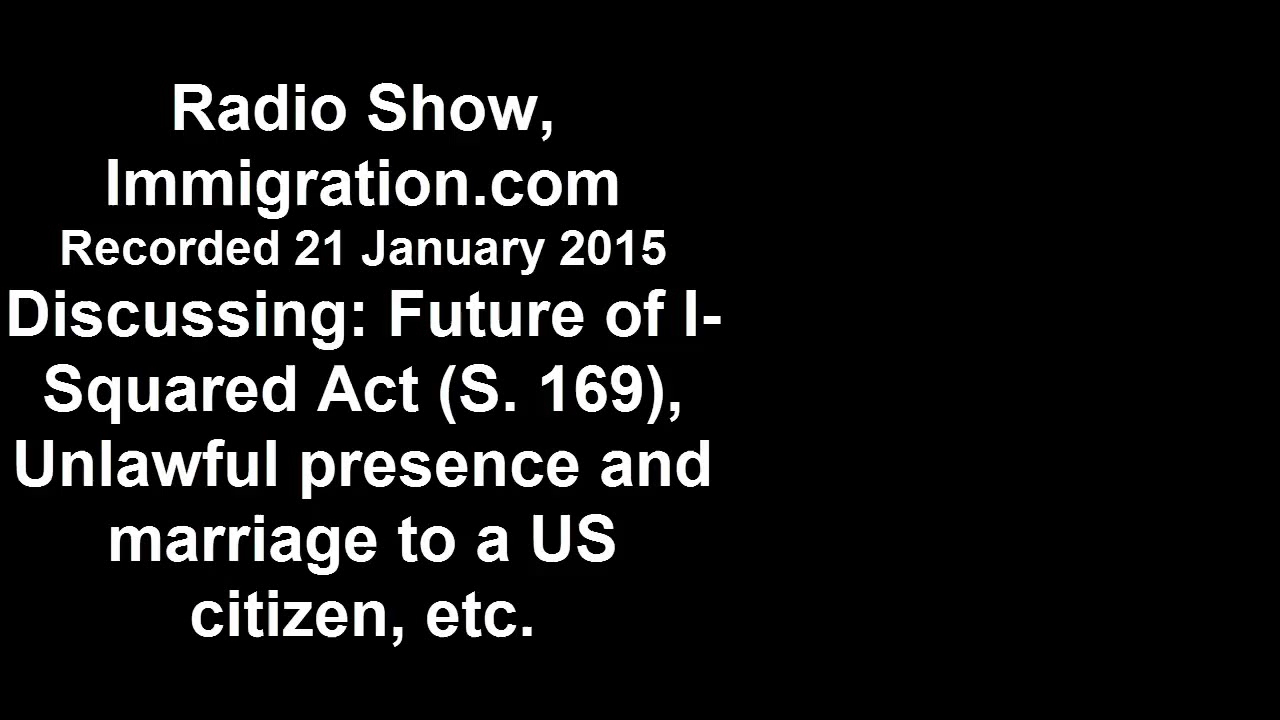 Radio Show,
Immigration.com
Recorded 21 January 2015
Discussing: Future of I-
Squared Act (S. 169),
Unlawful presence and
marriage to a US
citizen, etc.